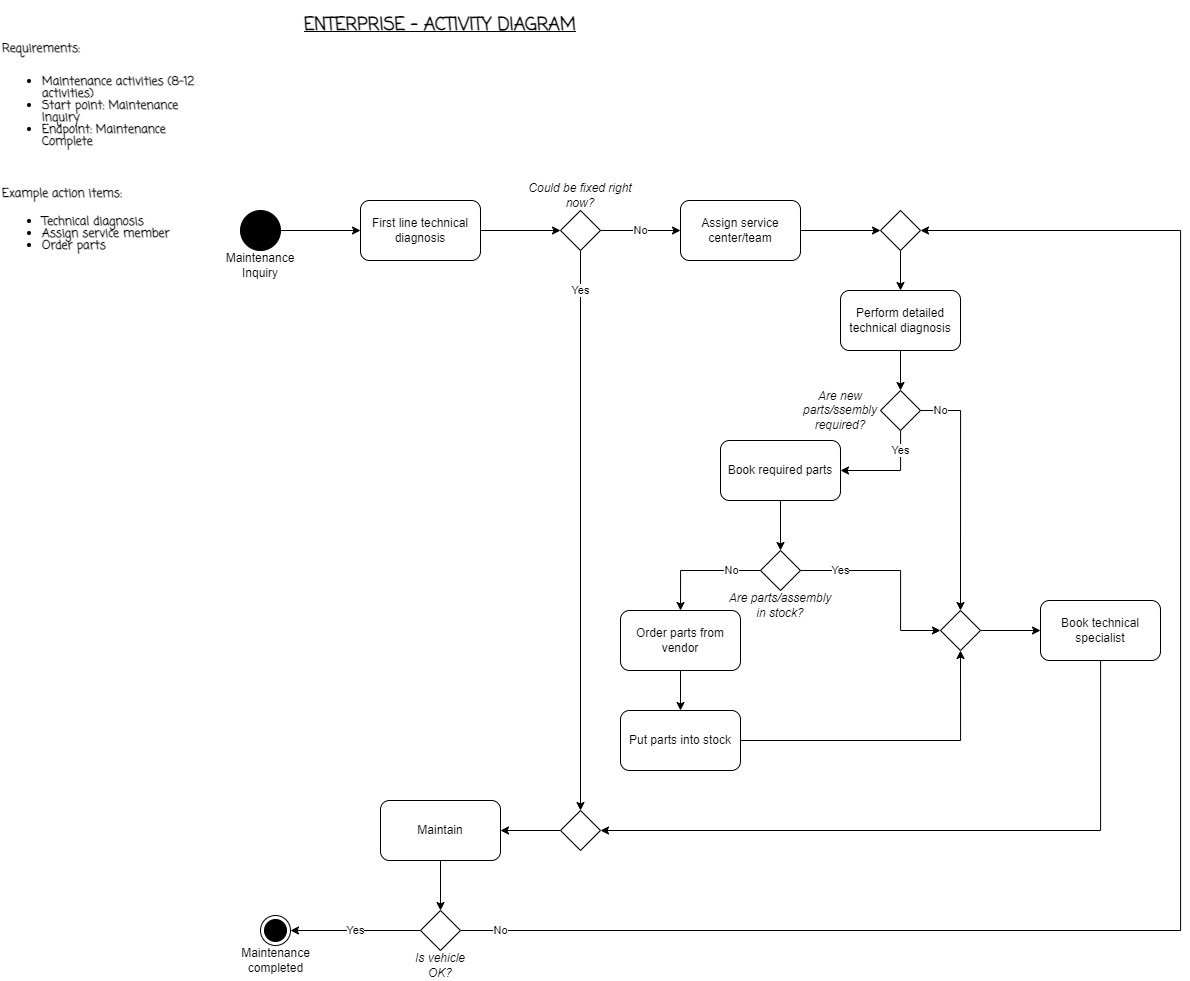 ENTERPRISE - ACTIVITY DIAGRAM
Requirements:
Maintenance activities (8-12
activities)
Start point: Maintenance
Inquiry
Endpoint: Maintenance
Complete
Example action items:
Technical diagnosis
Assign service member
Order parts
Maintenance
Inquiry
First line technical
diagnosis
Could be fixed right
now?
No
Yes
Assign service
center/team
Perform detailed
technical diagnosis
Are new
parts/ssembly
required?
No
Yes
Book required parts
No
Yes
Are parts/assembly
in stock?
Order parts from
vendor
Put parts into stock
Book technical
specialist
Maintain
Yes
No
Is vehicle
OK?
Maintenance
completed